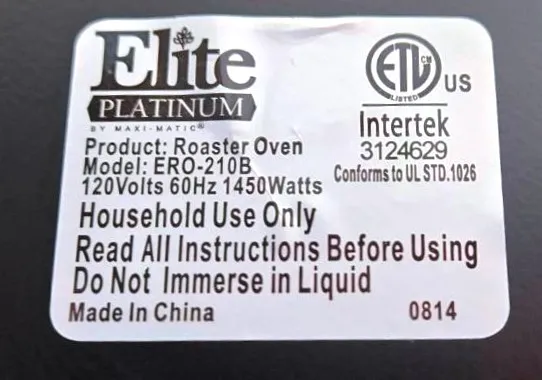 Elite
PLATINUM
BY MAXI-MATIC®
Product: Roaster Oven
Model: ERO-210B
120Volts 60Hz 1450Watts
ETL CM
LISTED
US
Intertek
3124629
Conforms to UL STD.1026
Household Use Only
Read All Instructions Before Using
Do Not Immerse in Liquid
Made In China
0814